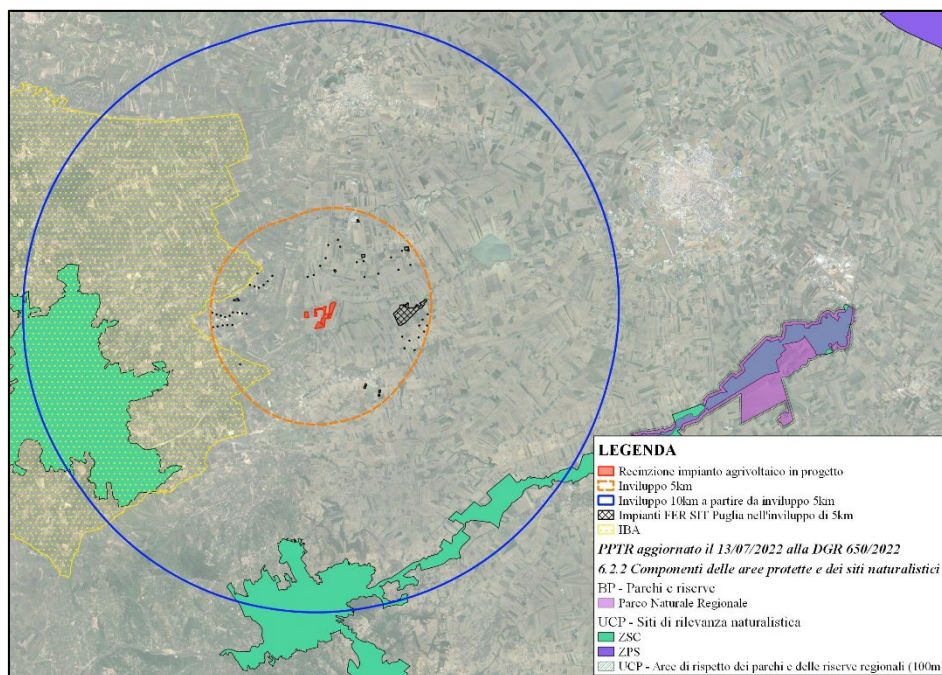 LEGENDA
Recinzione impianto agrivoltaico in progetto
Inviluppo 5km
Inviluppo 10km a partire da inviluppo 5km
Impianti FER SIT Puglia nell'inviluppo di 5km
IBA
PPTR aggiornato il 13/07/2022 alla DGR 650/2022
6.2.2 Componenti delle aree protette e dei siti naturalistici
BP - Parchi e riserve
Parco Naturale Regionale
UCP - Siti di rilevanza naturalistica
ZSC
ZPS
UCP - Aree di rispetto dei parchi e delle riserve regionali (100m